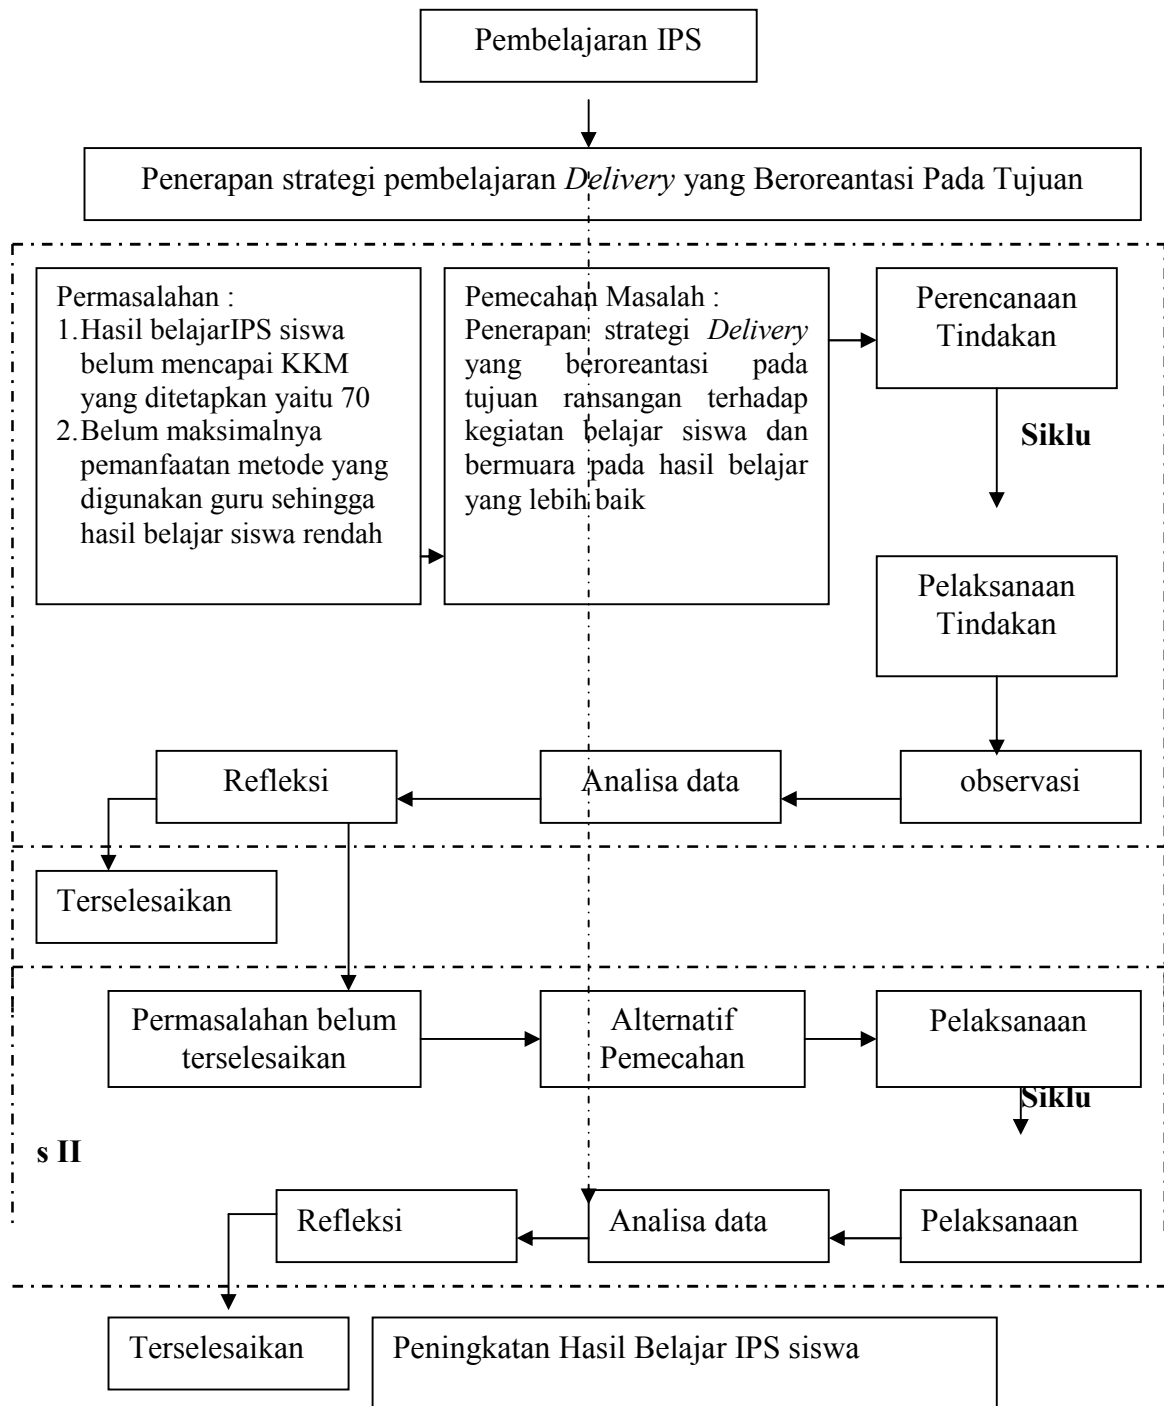 Pembelajaran IPS
Penerapan strategi pembelajaran Delivery yang Beroreantasi Pada Tujuan
Permasalahan :
1. Hasil belajarIPS siswa
belum mencapai KKM
yang ditetapkan yaitu 70
2. Belum maksimalnya
pemanfaatan metode yang
digunakan guru sehingga
hasil belajar siswa rendah
Pemecahan Masalah :
Penerapan strategi Delivery
yang beroreantasi pada
tujuan ransangan terhadap
kegiatan belajar siswa dan
bermuara pada hasil belajar
yang lebih baik
Perencanaan
Tindakan
Siklu
Pelaksanaan
Tindakan
Refleksi
Analisa data
observasi
Terselesaikan
Permasalahan belum
terselesaikan
Alternatif
Pemecahan
Pelaksanaan
Siklu
s II
Refleksi
Analisa data
Pelaksanaan
Terselesaikan
Peningkatan Hasil Belajar IPS siswa